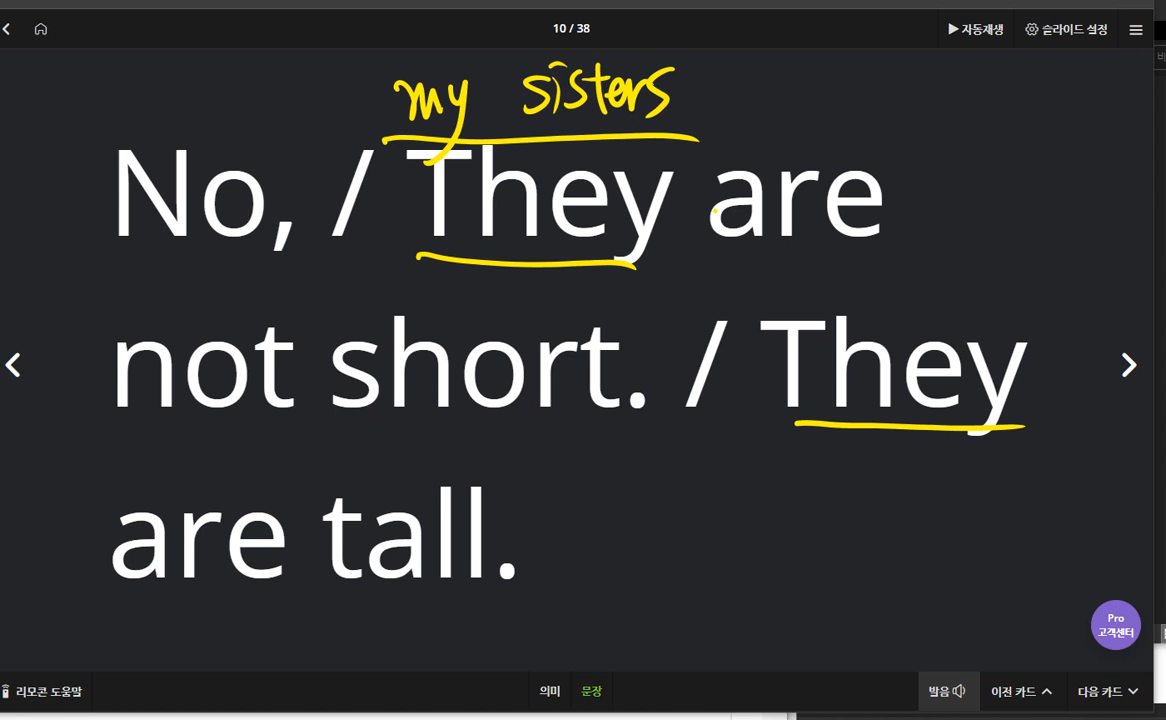 10 / 38
▶ 자동재생
슬라이드 설정
my sisters
No, / They are
not short. / They
are tall.
Pro
고객센터
리모콘 도움말
의미
문장
발음
이전 카드
다음 카드